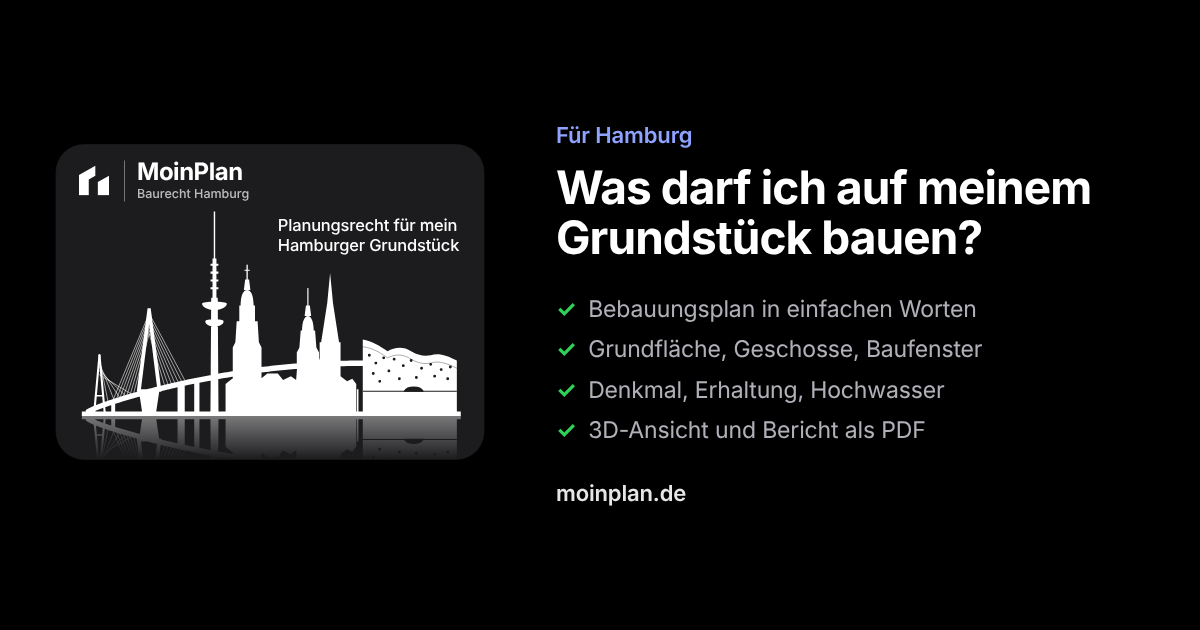 MoinPlan
Baurecht Hamburg
Planungsrecht für mein
Hamburger Grundstück
Für Hamburg
Was darf ich auf meinem
Grundstück bauen?
Bebauungsplan in einfachen Worten
Grundfläche, Geschosse, Baufenster
Denkmal, Erhaltung, Hochwasser
3D-Ansicht und Bericht als PDF
moinplan.de